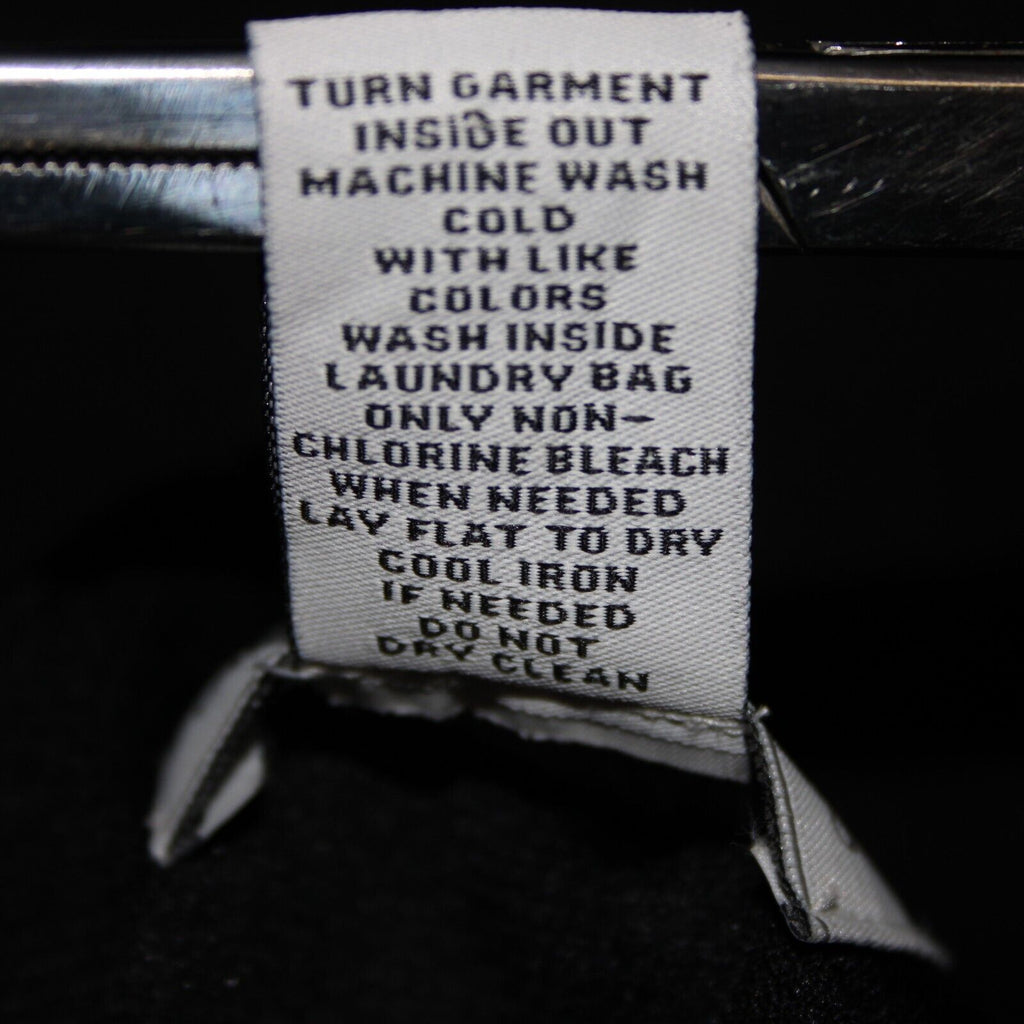 TURN GARMENT
INSIDE OUT
MACHINE WASH
COLD
WITH LIKE
COLORS
WASH INSIDE
LAUNDRY BAG
ONLY NON-
CHLORINE BLEACH
WHEN NEEDED
LAY FLAT TO DRY
COOL IRON
IF NEEDED
DO NOT
DRY CLEAN